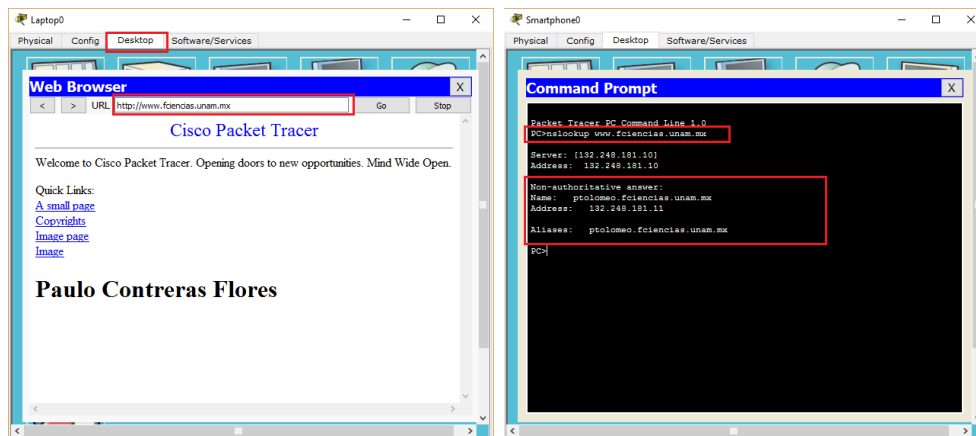 Laptop0
Physical Config Desktop Software/Services
Web Browser X
< > URL http://www.fciencias.unam.mx Go Stop
Cisco Packet Tracer
Welcome to Cisco Packet Tracer. Opening doors to new opportunities. Mind Wide Open.
Quick Links:
A small page
Copyrights
Image page
Image
Paulo Contreras Flores
Smartphone0
Physical Config Desktop Software/Services
Command Prompt X
Packet Tracer PC Command Line 1.0
PC>nslookup www.fciencias.unam.mx
Server: [132.248.181.10]
Address: 132.248.181.10
Non-authoritative answer:
Name: ptolomeo.fciencias.unam.mx
Address: 132.248.181.11
Aliases: ptolomeo.fciencias.unam.mx
PC>